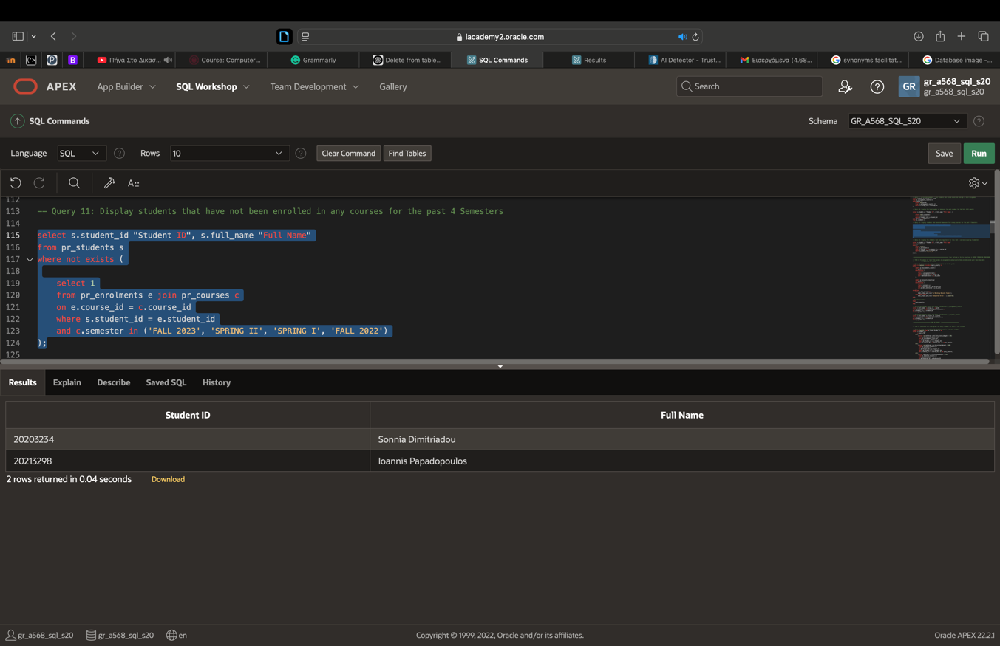 iacademy2.oracle.com
in
P
B
Πήγα Στο Δικασ...
Course: Computer...
Grammarly
Delete from table...
SQL Commands
Results
AI Detector - Trust...
Εισερχόμενα (4.68...
synonyms facilitat...
Database image -...
APEX
App Builder
SQL Workshop
Team Development
Gallery
Search
GR
gr_a568_sql_s20
gr_a568_sql_s20
SQL Commands
Schema
GR_A568_SQL_S20
Language
SQL
Rows
10
Clear Command
Find Tables
Save
Run
112
113 -- Query 11: Display students that have not been enrolled in any courses for the past 4 Semesters
114
115 select s.student_id "Student ID", s.full_name "Full Name"
116 from pr_students s
117 where not exists (
118
119 select 1
120 from pr_enrolments e join pr_courses c
121 on e.course_id = c.course_id
122 where s.student_id = e.student_id
123 and c.semester in ('FALL 2023', 'SPRING II', 'SPRING I', 'FALL 2022')
124 );
125
Results
Explain
Describe
Saved SQL
History
Student ID Full Name
20203234 Sonnia Dimitriadou
20213298 Ioannis Papadopoulos
2 rows returned in 0.04 seconds Download
gr_a568_sql_s20
gr_a568_sql_s20
en
Copyright © 1999, 2022, Oracle and/or its affiliates.
Oracle APEX 22.2.1